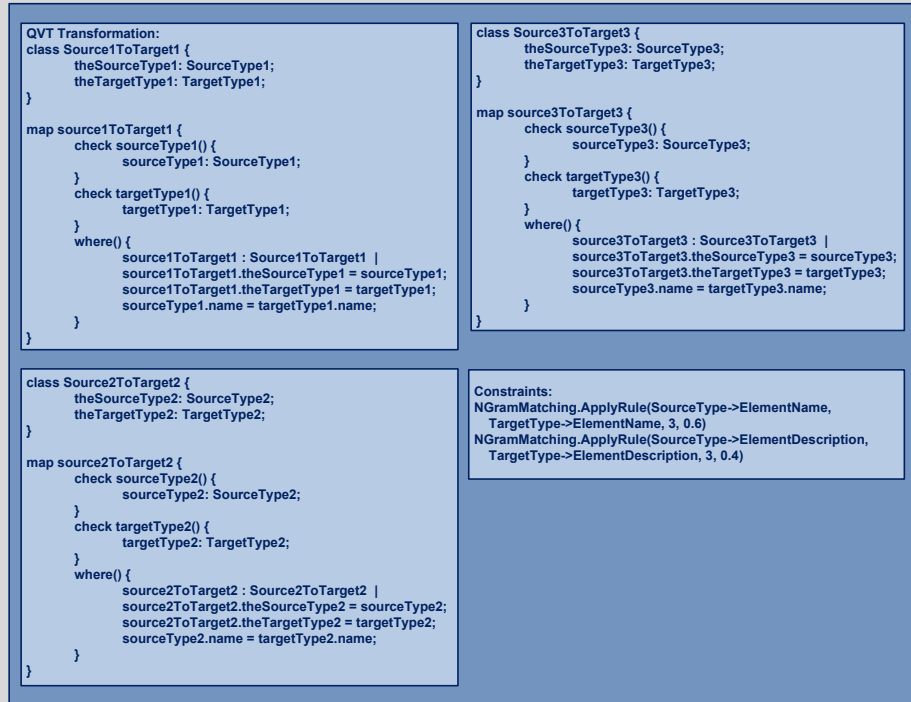 QVT Transformation:
class Source1ToTarget1 {
theSourceType1: SourceType1;
theTargetType1: TargetType1;
}
map source1ToTarget1 {
check sourceType1() {
sourceType1: SourceType1;
}
check targetType1() {
targetType1: TargetType1;
}
where() {
source1ToTarget1 : Source1ToTarget1 |
source1ToTarget1.theSourceType1 = sourceType1;
source1ToTarget1.theTargetType1 = targetType1;
sourceType1.name = targetType1.name;
}
}
class Source2ToTarget2 {
theSourceType2: SourceType2;
theTargetType2: TargetType2;
}
map source2ToTarget2 {
check sourceType2() {
sourceType2: SourceType2;
}
check targetType2() {
targetType2: TargetType2;
}
where() {
source2ToTarget2 : Source2ToTarget2 |
source2ToTarget2.theSourceType2 = sourceType2;
source2ToTarget2.theTargetType2 = targetType2;
sourceType2.name = targetType2.name;
}
}
class Source3ToTarget3 {
theSourceType3: SourceType3;
theTargetType3: TargetType3;
}
map source3ToTarget3 {
check sourceType3() {
sourceType3: SourceType3;
}
check targetType3() {
targetType3: TargetType3;
}
where() {
source3ToTarget3 : Source3ToTarget3 |
source3ToTarget3.theSourceType3 = sourceType3;
source3ToTarget3.theTargetType3 = targetType3;
sourceType3.name = targetType3.name;
}
}
Constraints:
NGramMatching.ApplyRule(SourceType->ElementName,
TargetType->ElementName, 3, 0.6)
NGramMatching.ApplyRule(SourceType->ElementDescription,
TargetType->ElementDescription, 3, 0.4)